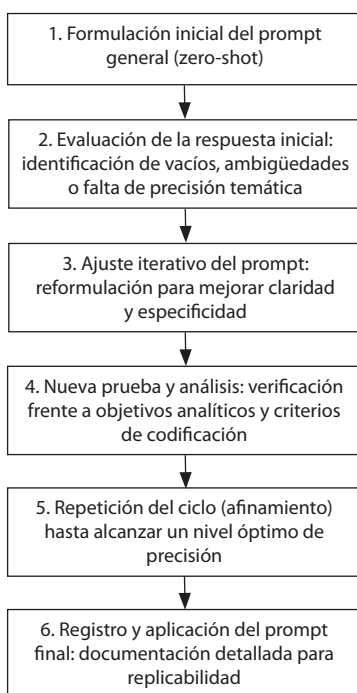 1. Formulación inicial del prompt
general (zero-shot)
2. Evaluación de la respuesta inicial:
identificación de vacíos, ambigüedades
o falta de precisión temática
3. Ajuste iterativo del prompt:
reformulación para mejorar claridad
y especificidad
4. Nueva prueba y análisis: verificación
frente a objetivos analíticos y criterios
de codificación
5. Repetición del ciclo (afinamiento)
hasta alcanzar un nivel óptimo de
precisión
6. Registro y aplicación del prompt
final: documentación detallada para
replicabilidad